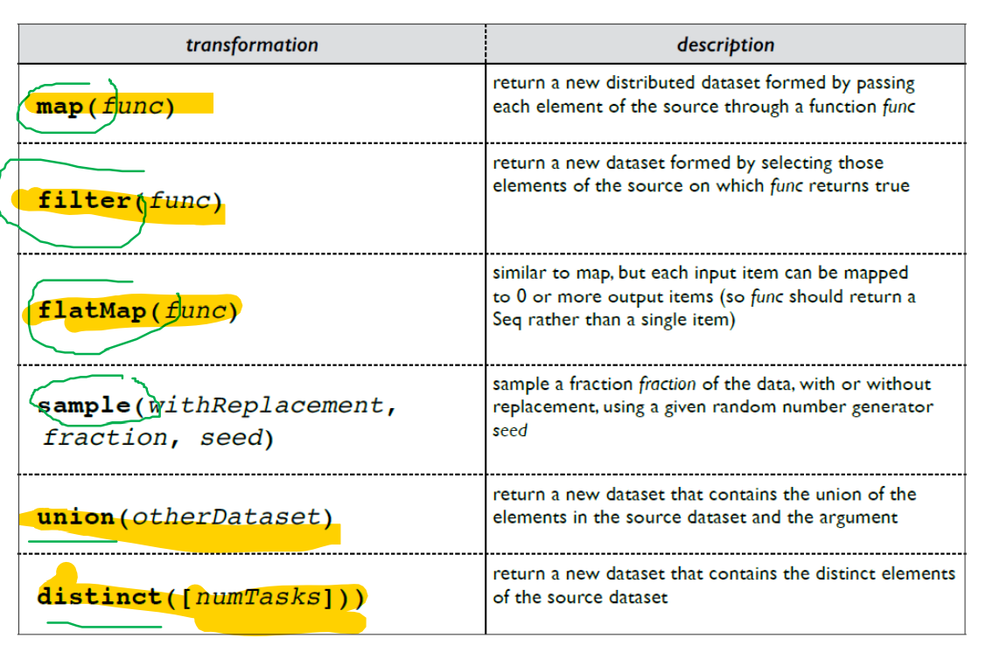 transformation
description
map(func)
return a new distributed dataset formed by passing
each element of the source through a function func
filter(func)
return a new dataset formed by selecting those
elements of the source on which func returns true
flatMap(func)
similar to map, but each input item can be mapped
to 0 or more output items (so func should return a
Seq rather than a single item)
sample(withReplacement,
fraction, seed)
sample a fraction fraction of the data, with or without
replacement, using a given random number generator
seed
union(otherDataset)
return a new dataset that contains the union of the
elements in the source dataset and the argument
distinct([numTasks]))
return a new dataset that contains the distinct elements
of the source dataset